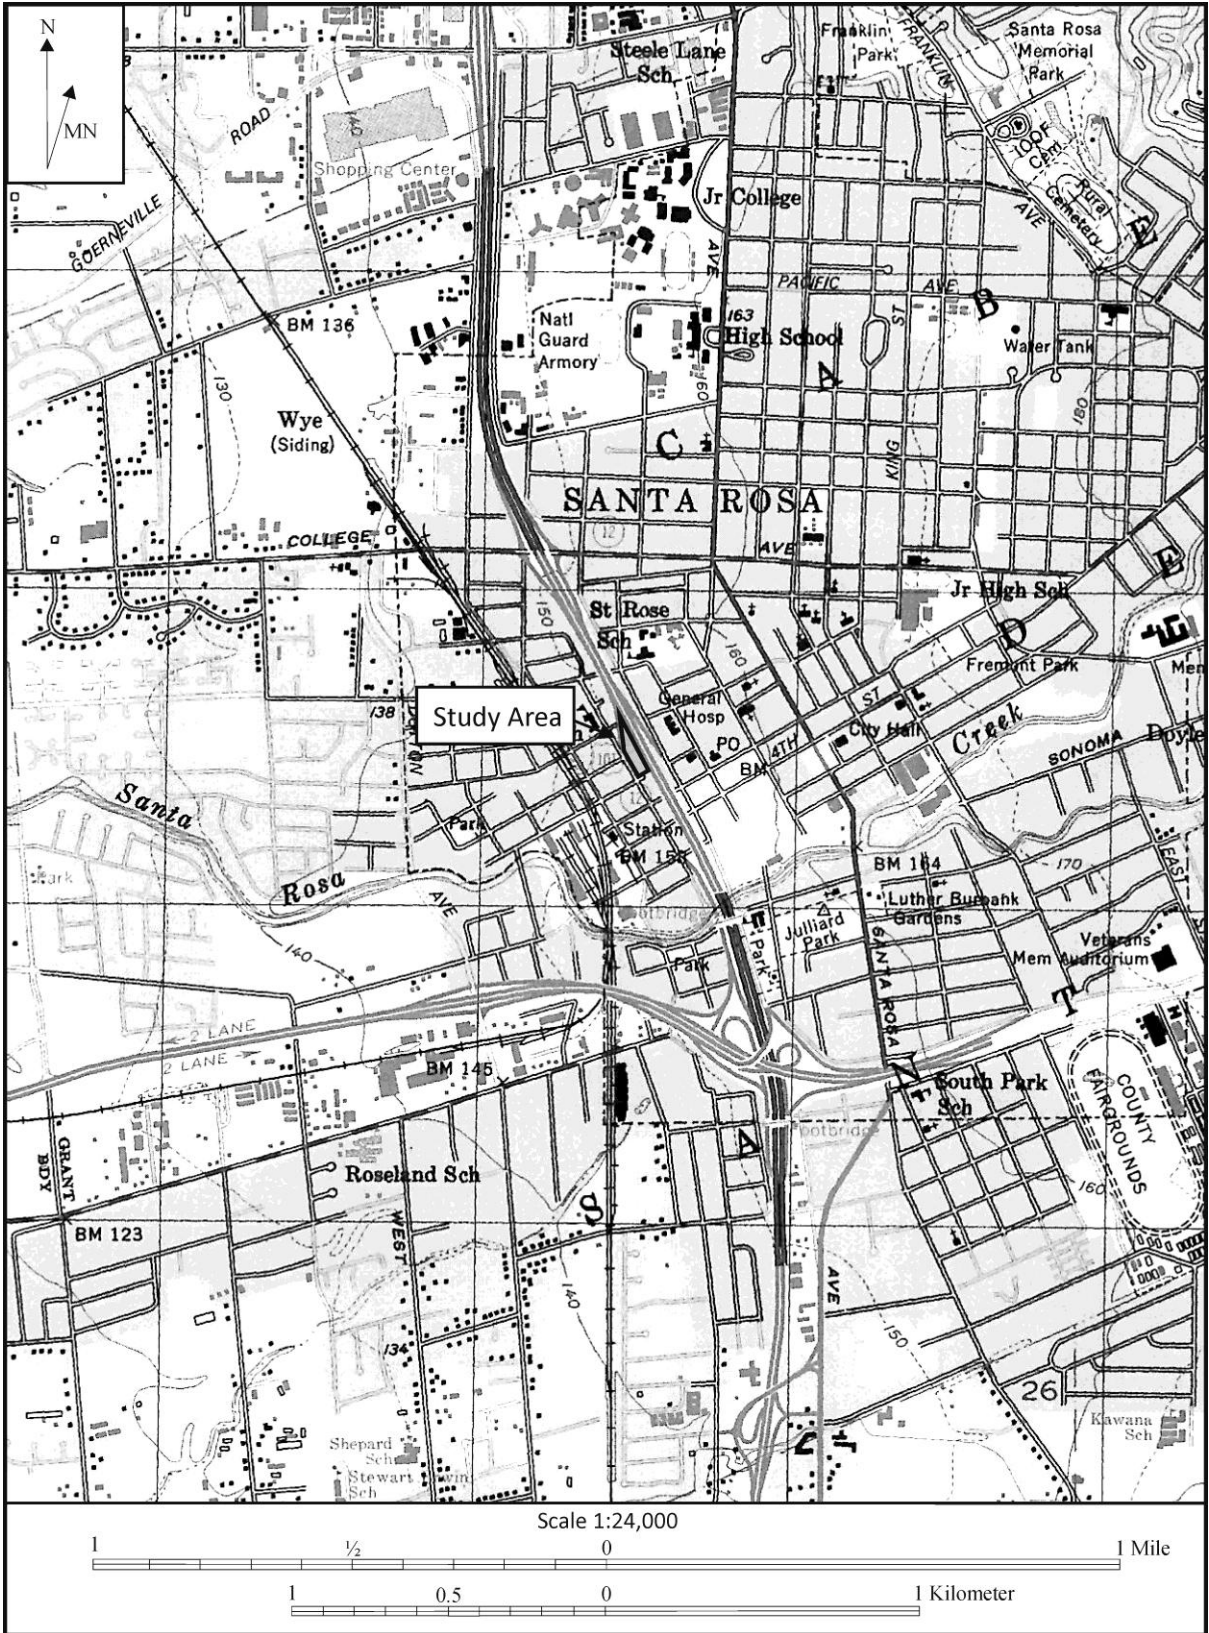 N
MN
Steele Lane
Sch
Franklin
Park
FRANKLIN
AVE
Santa Rosa
Memorial
Park
IOOF
Cem
Rural
Cemetery
E
ROAD
GUERNEVILLE
140
Shopping Center
Jr College
AVE
PACIFIC
AVE
ST
B
BM 136
Natl
Guard
Armory
163
High School
160
A
Water Tank
130
180
Wye
(Siding)
C
KING
SANTA ROSA
12
COLLEGE
AVE
E
150
St Rose
Sch
Jr High Sch
D
160
Fremont Park
Men
138
Study Area
General
Hosp
ST
City Hall
PO
4TH
BM
Creek
SONOMA
Doyle
101
12
Santa
Rosa
Park
Station
BM 164
170
EAST
Park
AVE
Luther Burbank
Gardens
Julliard
Park
Park
Park
140
SANTA ROSA
Veterans
Mem Auditorium
T
2 LANE
2 LANE
BM 145
N
South Park
Sch
COUNTY
FAIRGROUNDS
A
GRANT
BDY
Roseland Sch
160
BM 123
WEST
S
140
AVE
134
150
26
Kawana
Sch
Shepard
Sch
Sch
Scale 1:24,000
1 ½ 0 1 Mile
1 0.5 0 1 Kilometer